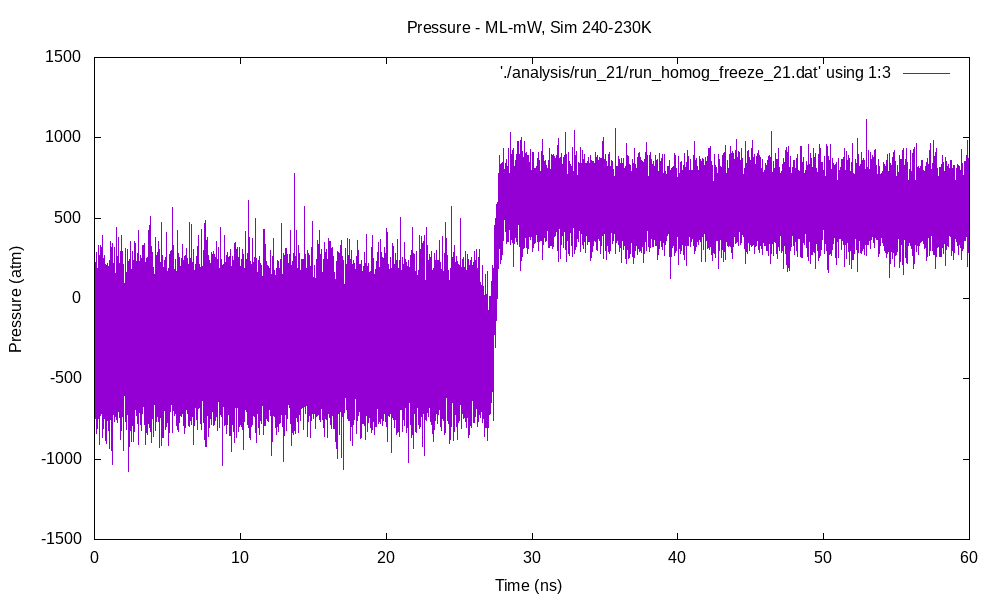 Pressure - ML-mW, Sim 240-230K
'./analysis/run_21/run_homog_freeze_21.dat' using 1:3
1500
1000
500
0
-500
-1000
-1500
Pressure (atm)
0 10 20 30 40 50 60
Time (ns)